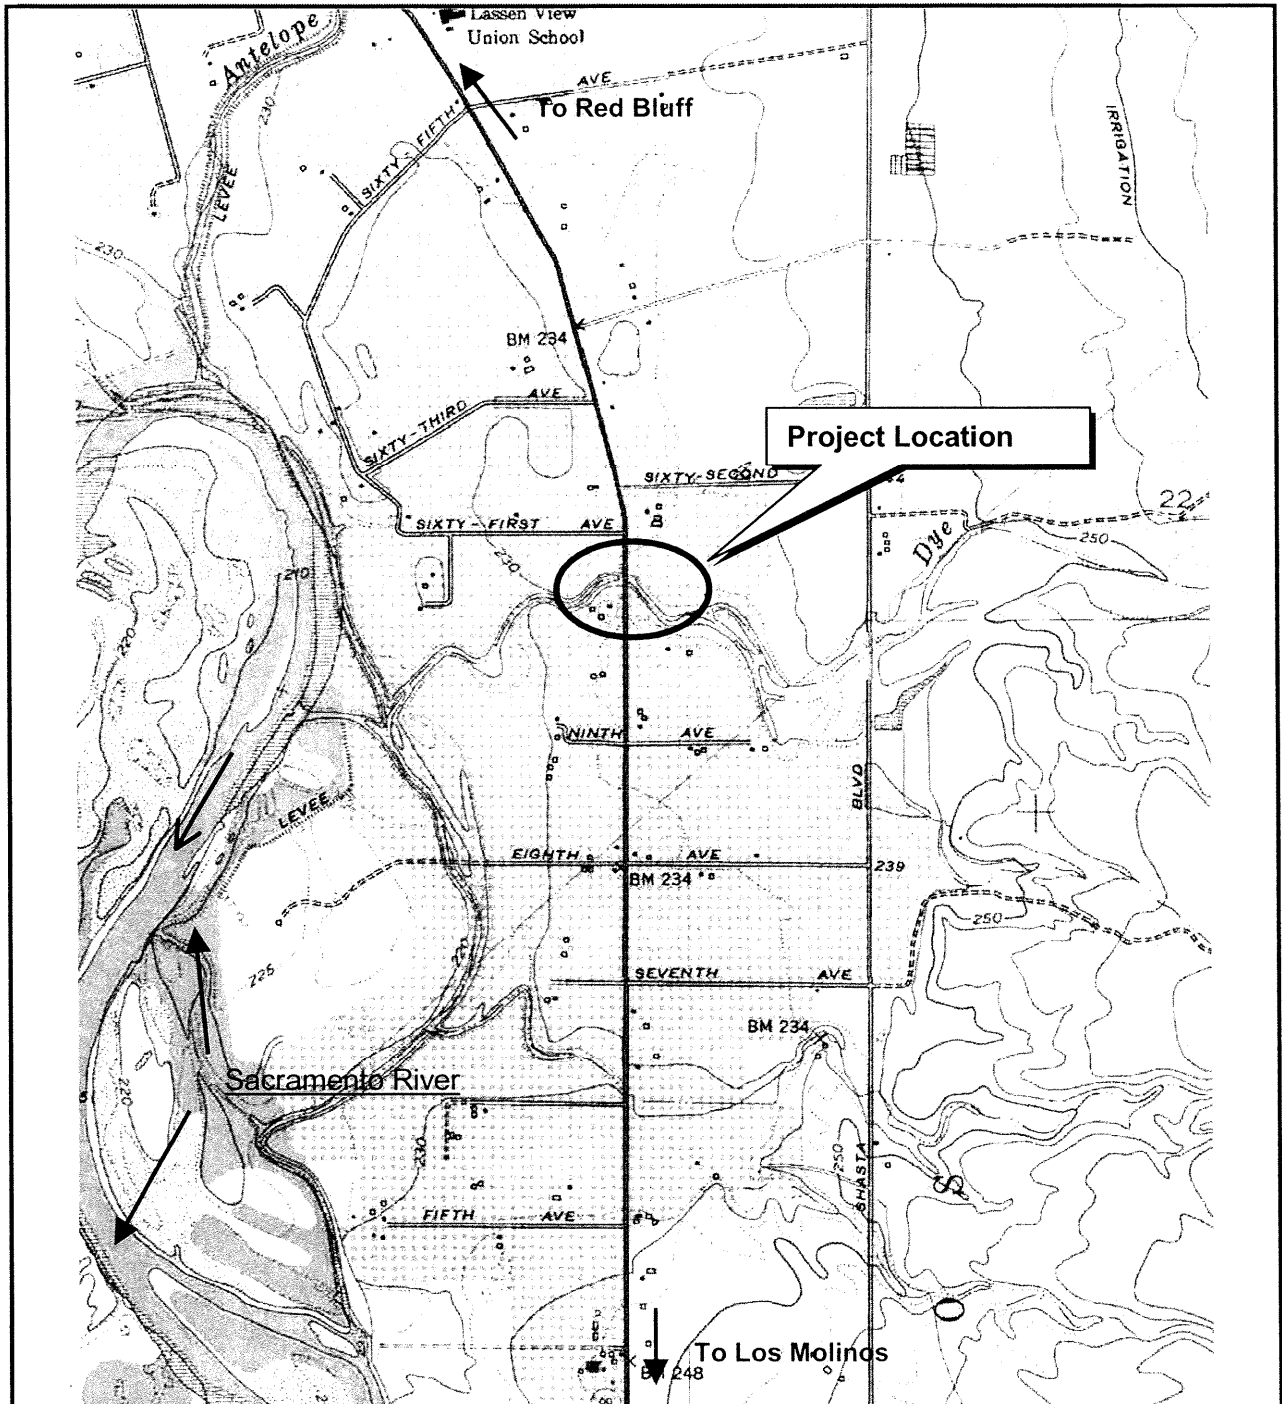 Lassen View
Union School
Antelope
AVE
To Red Bluff
230
SIXTY-FIFTH
IRRIGATION
LEVEE
230
BM 234
AVE
SIXTY-THIRD
Project Location
SIXTY-SECOND
22
SIXTY-FIRST AVE
Dye
250
230
210
220
NINTH AVE
BLVD
LEVEE
EIGHTH AVE
239
BM 234
250
220
225
SEVENTH AVE
BM 234
Sacramento River
220
230
250
SHASTA
S
FIFTH AVE
O
To Los Molinos
BM 248